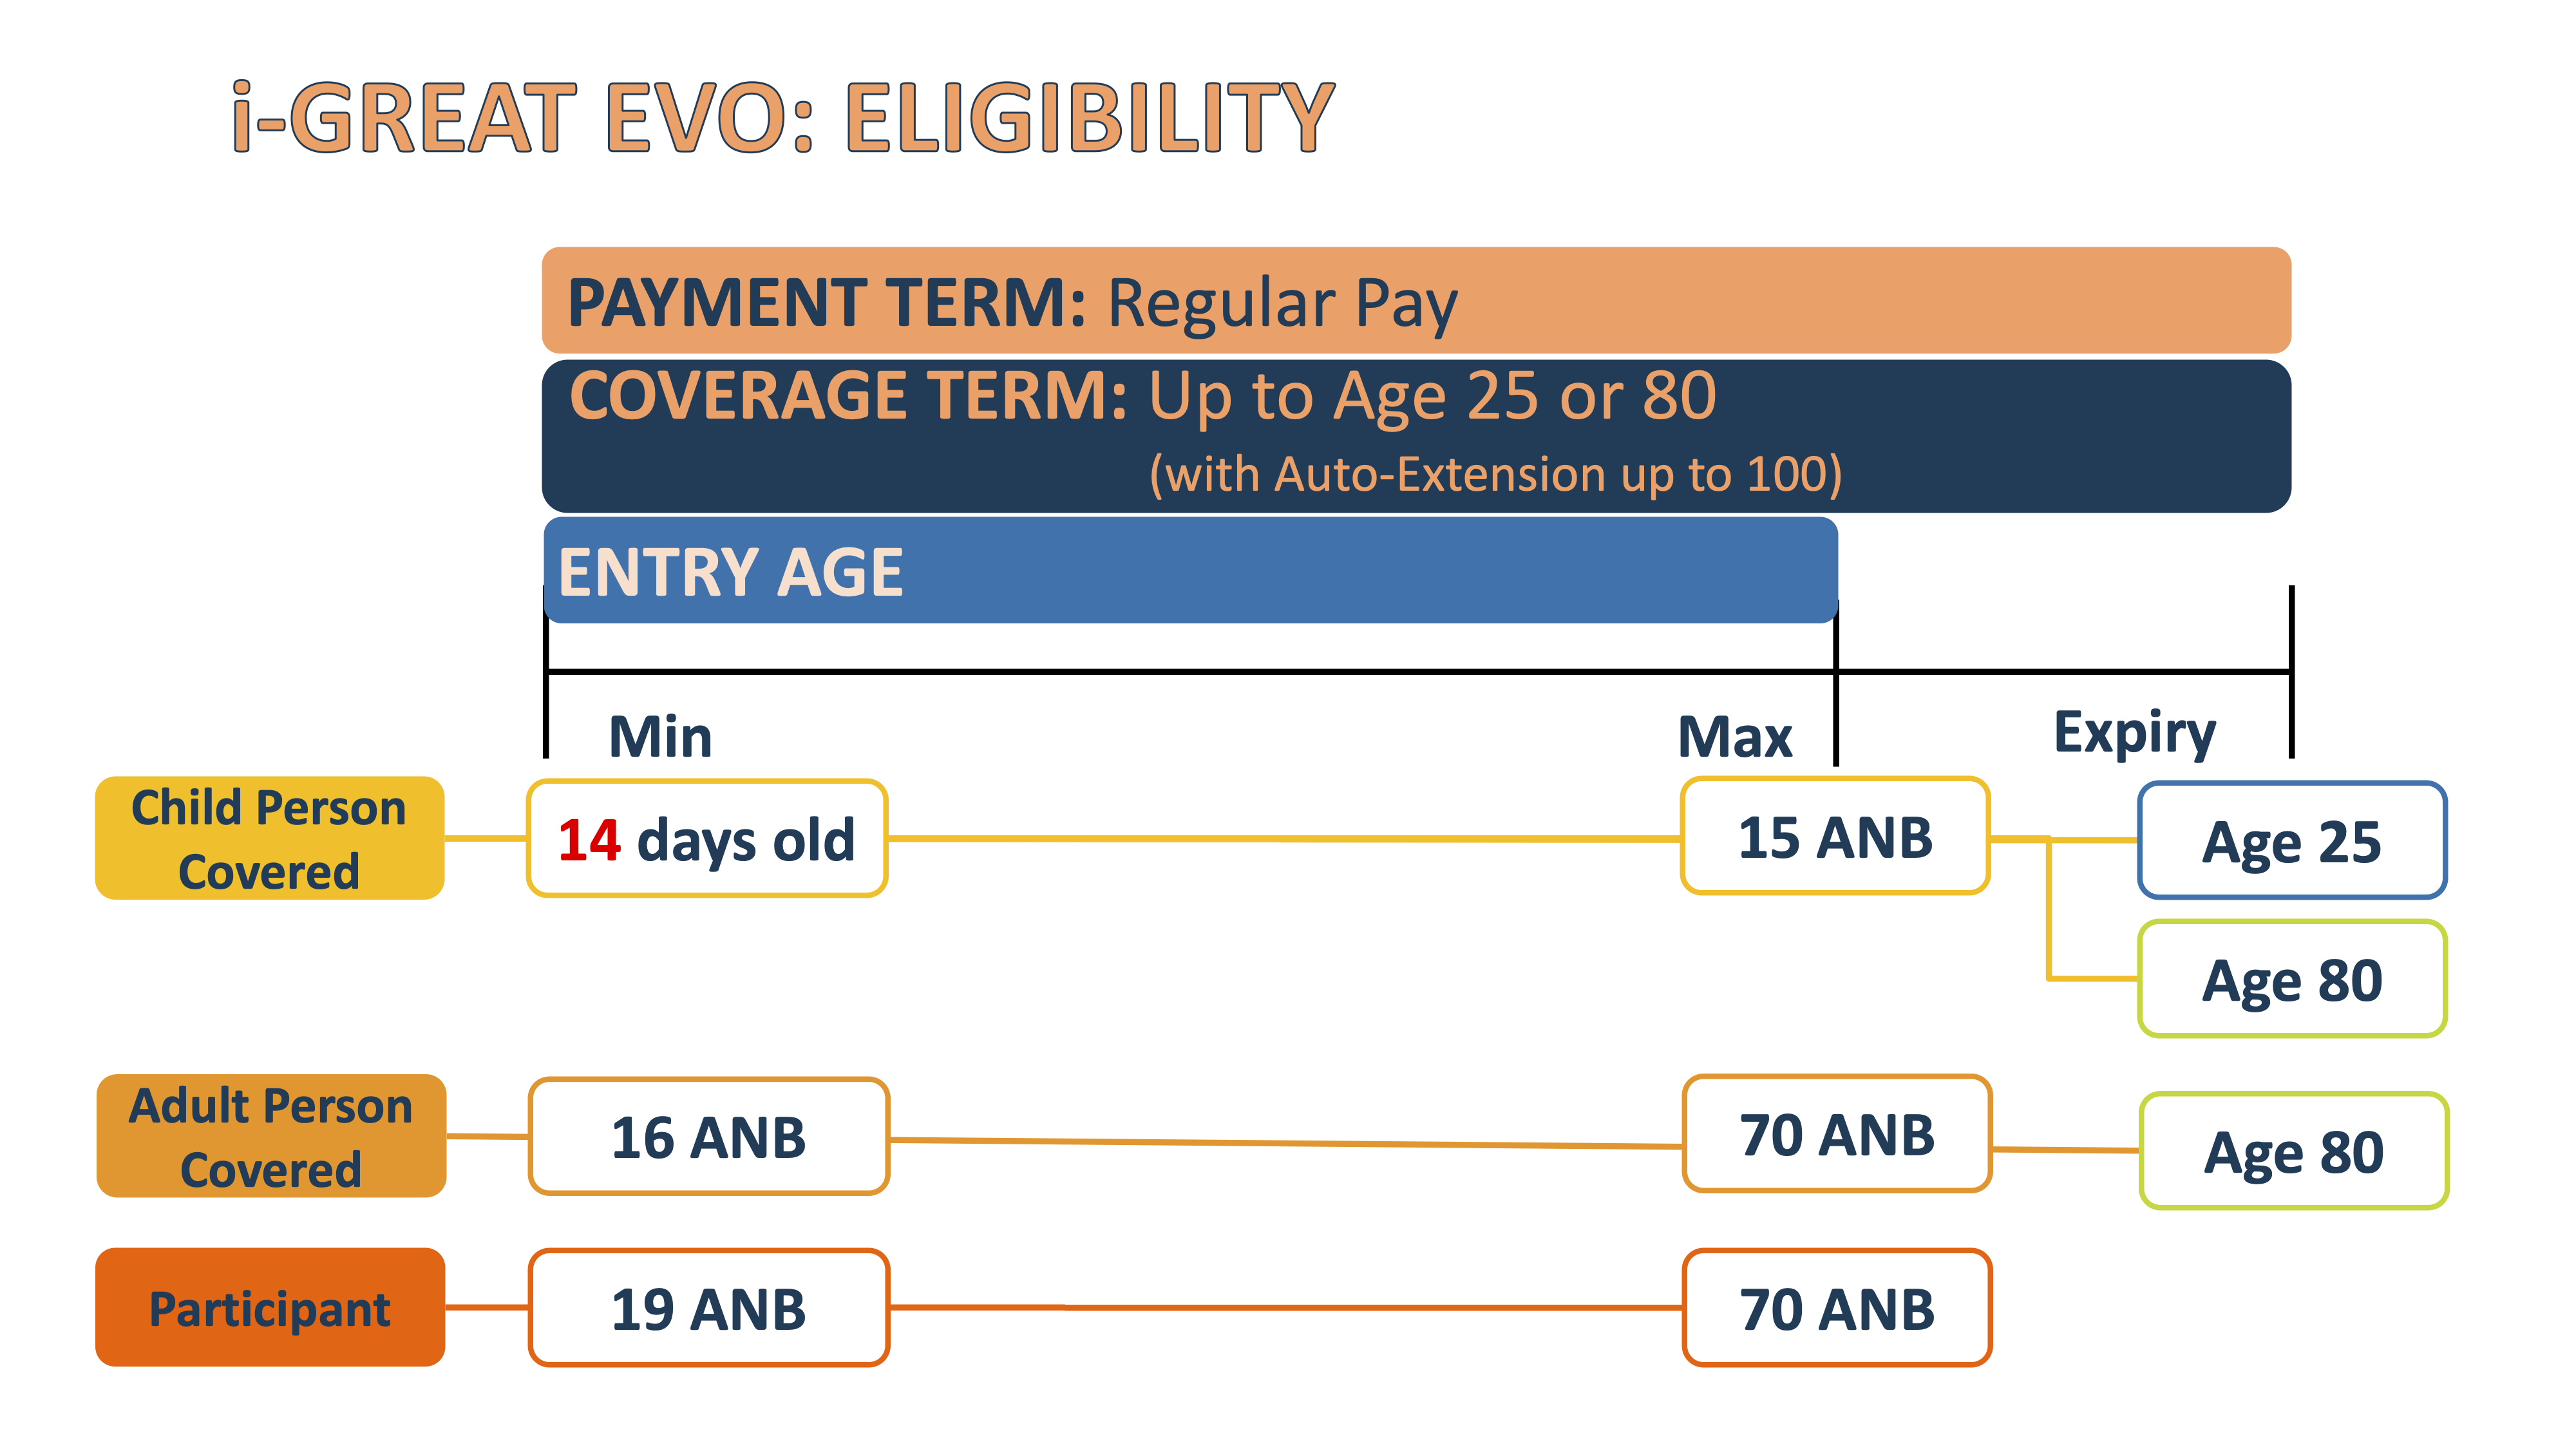 i-GREAT EVO: ELIGIBILITY
PAYMENT TERM: Regular Pay
COVERAGE TERM: Up to Age 25 or 80
(with Auto-Extension up to 100)
ENTRY AGE
Min
Max
Expiry
Child Person
Covered
14 days old
15 ANB
Age 25
Age 80
Adult Person
Covered
16 ANB
70 ANB
Age 80
Participant
19 ANB
70 ANB